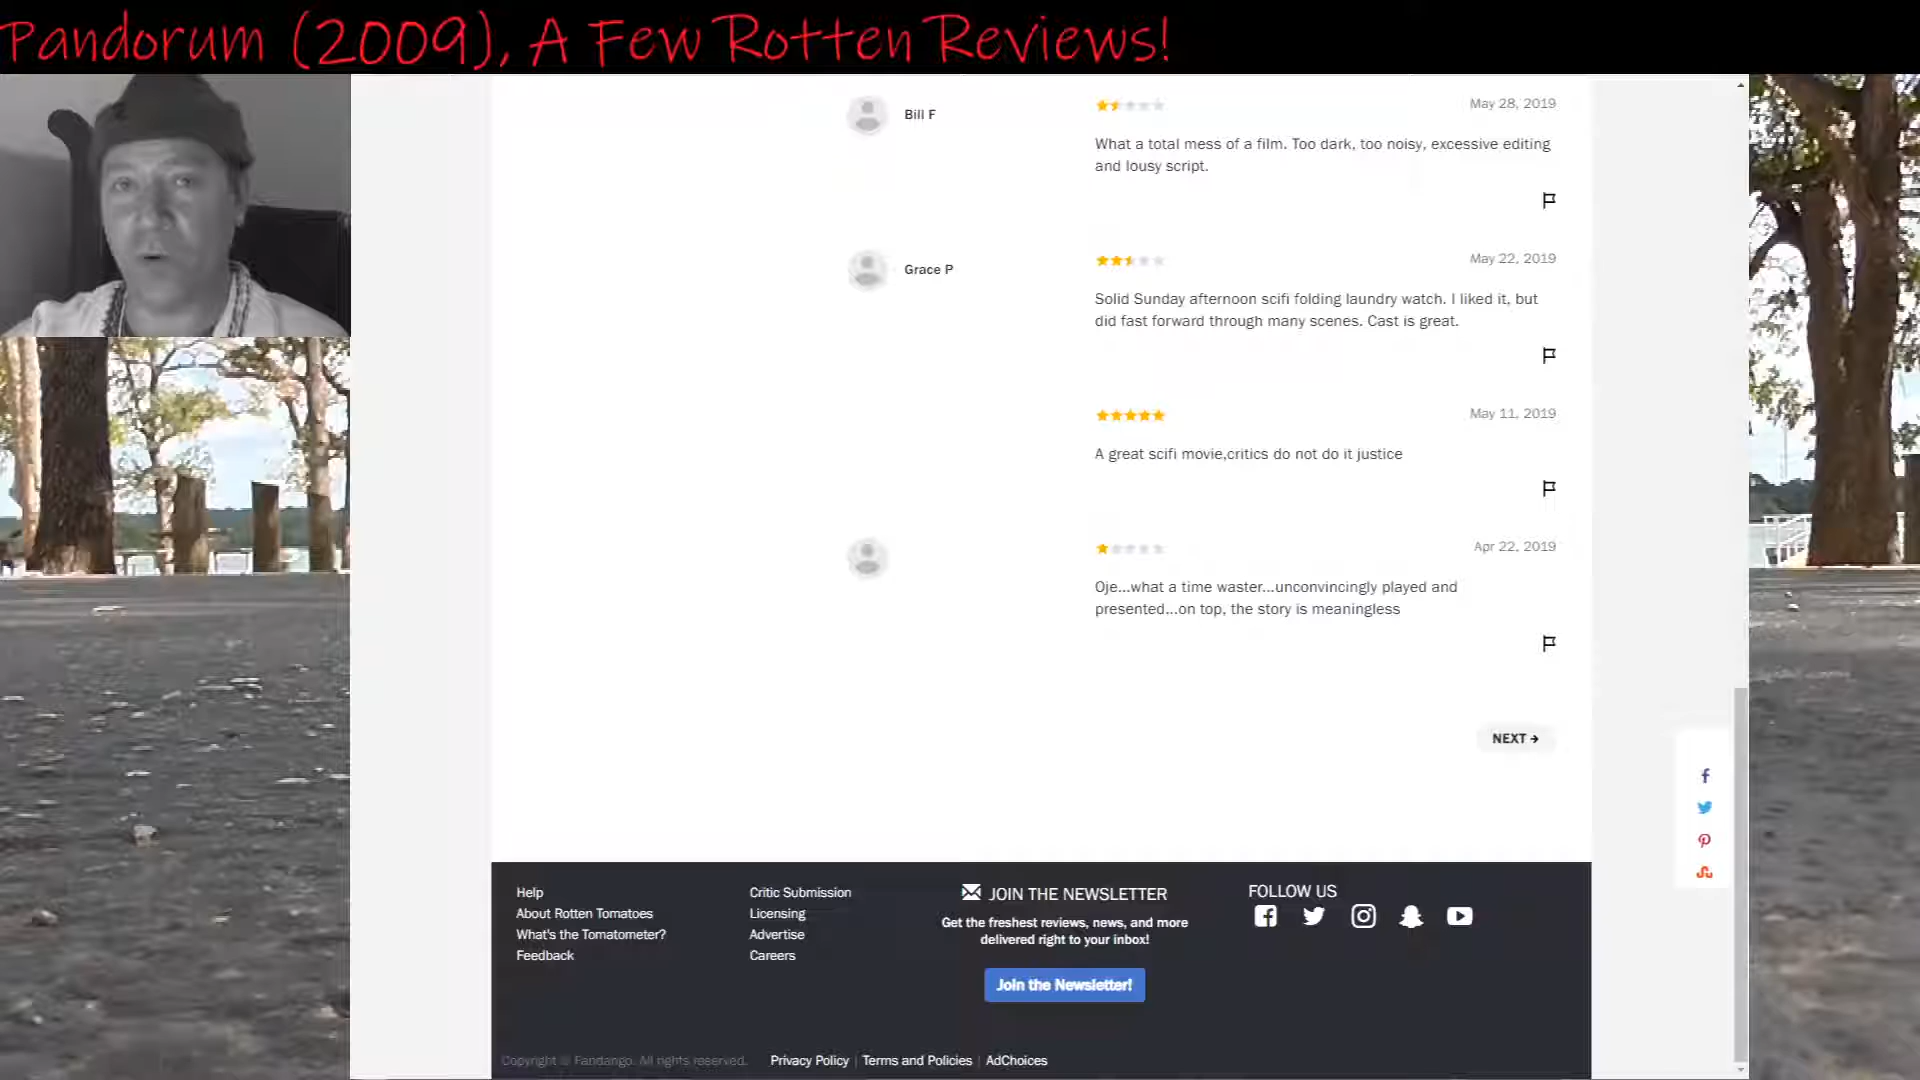 Pandorum (2009), A Few Rotten Reviews!
Bill F
May 28, 2019
What a total mess of a film. Too dark, too noisy, excessive editing
and lousy script.
Grace P
May 22, 2019
Solid Sunday afternoon scifi folding laundry watch. I liked it, but
did fast forward through many scenes. Cast is great.
May 11, 2019
A great scifi movie,critics do not do it justice
Apr 22, 2019
Oje...what a time waster...unconvincingly played and
presented...on top, the story is meaningless
NEXT
Help
About Rotten Tomatoes
What's the Tomatometer?
Feedback
Critic Submission
Licensing
Advertise
Careers
JOIN THE NEWSLETTER
Get the freshest reviews, news, and more
delivered right to your inbox!
Join the Newsletter!
FOLLOW US
Copyright © Fandango. All rights reserved.
Privacy Policy | Terms and Policies | AdChoices